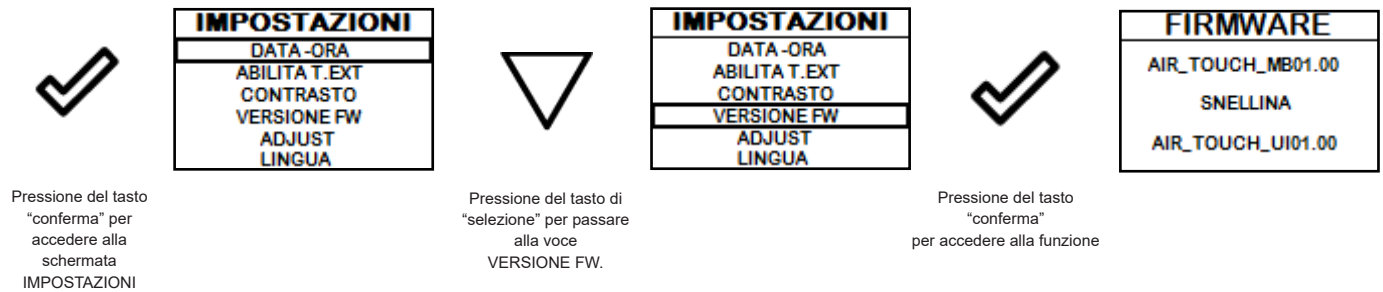 IMPOSTAZIONI
DATA -ORA
ABILITA T.EXT
CONTRASTO
VERSIONE FW
ADJUST
LINGUA
Pressione del tasto
“conferma” per
accedere alla
schermata
IMPOSTAZIONI
Pressione del tasto di
“selezione” per passare
alla voce
VERSIONE FW.
IMPOSTAZIONI
DATA -ORA
ABILITA T.EXT
CONTRASTO
VERSIONE FW
ADJUST
LINGUA
Pressione del tasto
“conferma”
per accedere alla funzione
FIRMWARE
AIR_TOUCH_MB01.00
SNELLINA
AIR_TOUCH_UI01.00